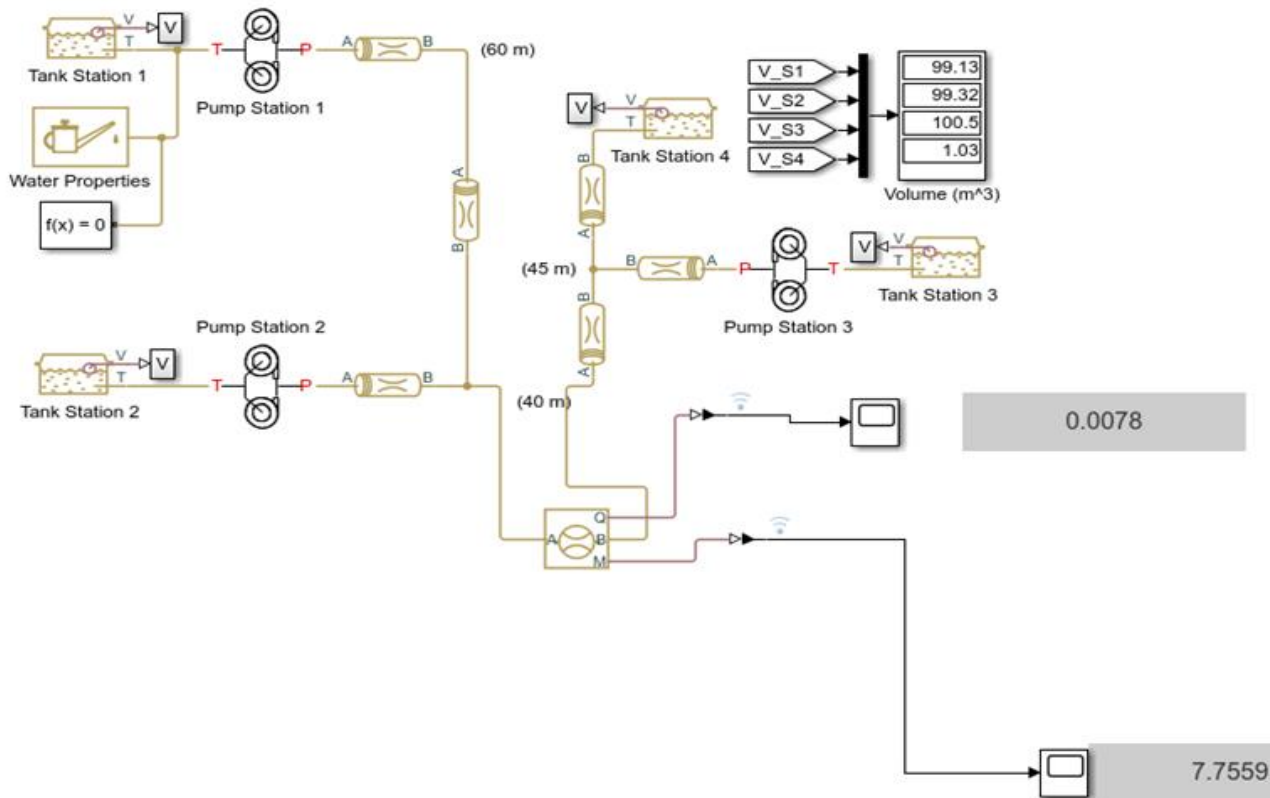 V
T
V
Tank Station 1
T
P
Pump Station 1
A
B
(60 m)
Water Properties
f(x) = 0
A
B
V
V
T
Tank Station 4
V_S1
V_S2
V_S3
V_S4
99.13
99.32
100.5
1.03
Volume (m^3)
B
A
(45 m)
B
A
P
T
V
V
T
Tank Station 3
Pump Station 3
B
A
(40 m)
Pump Station 2
V
T
V
Tank Station 2
T
P
A
B
0.0078
A
Q
B
M
7.7559